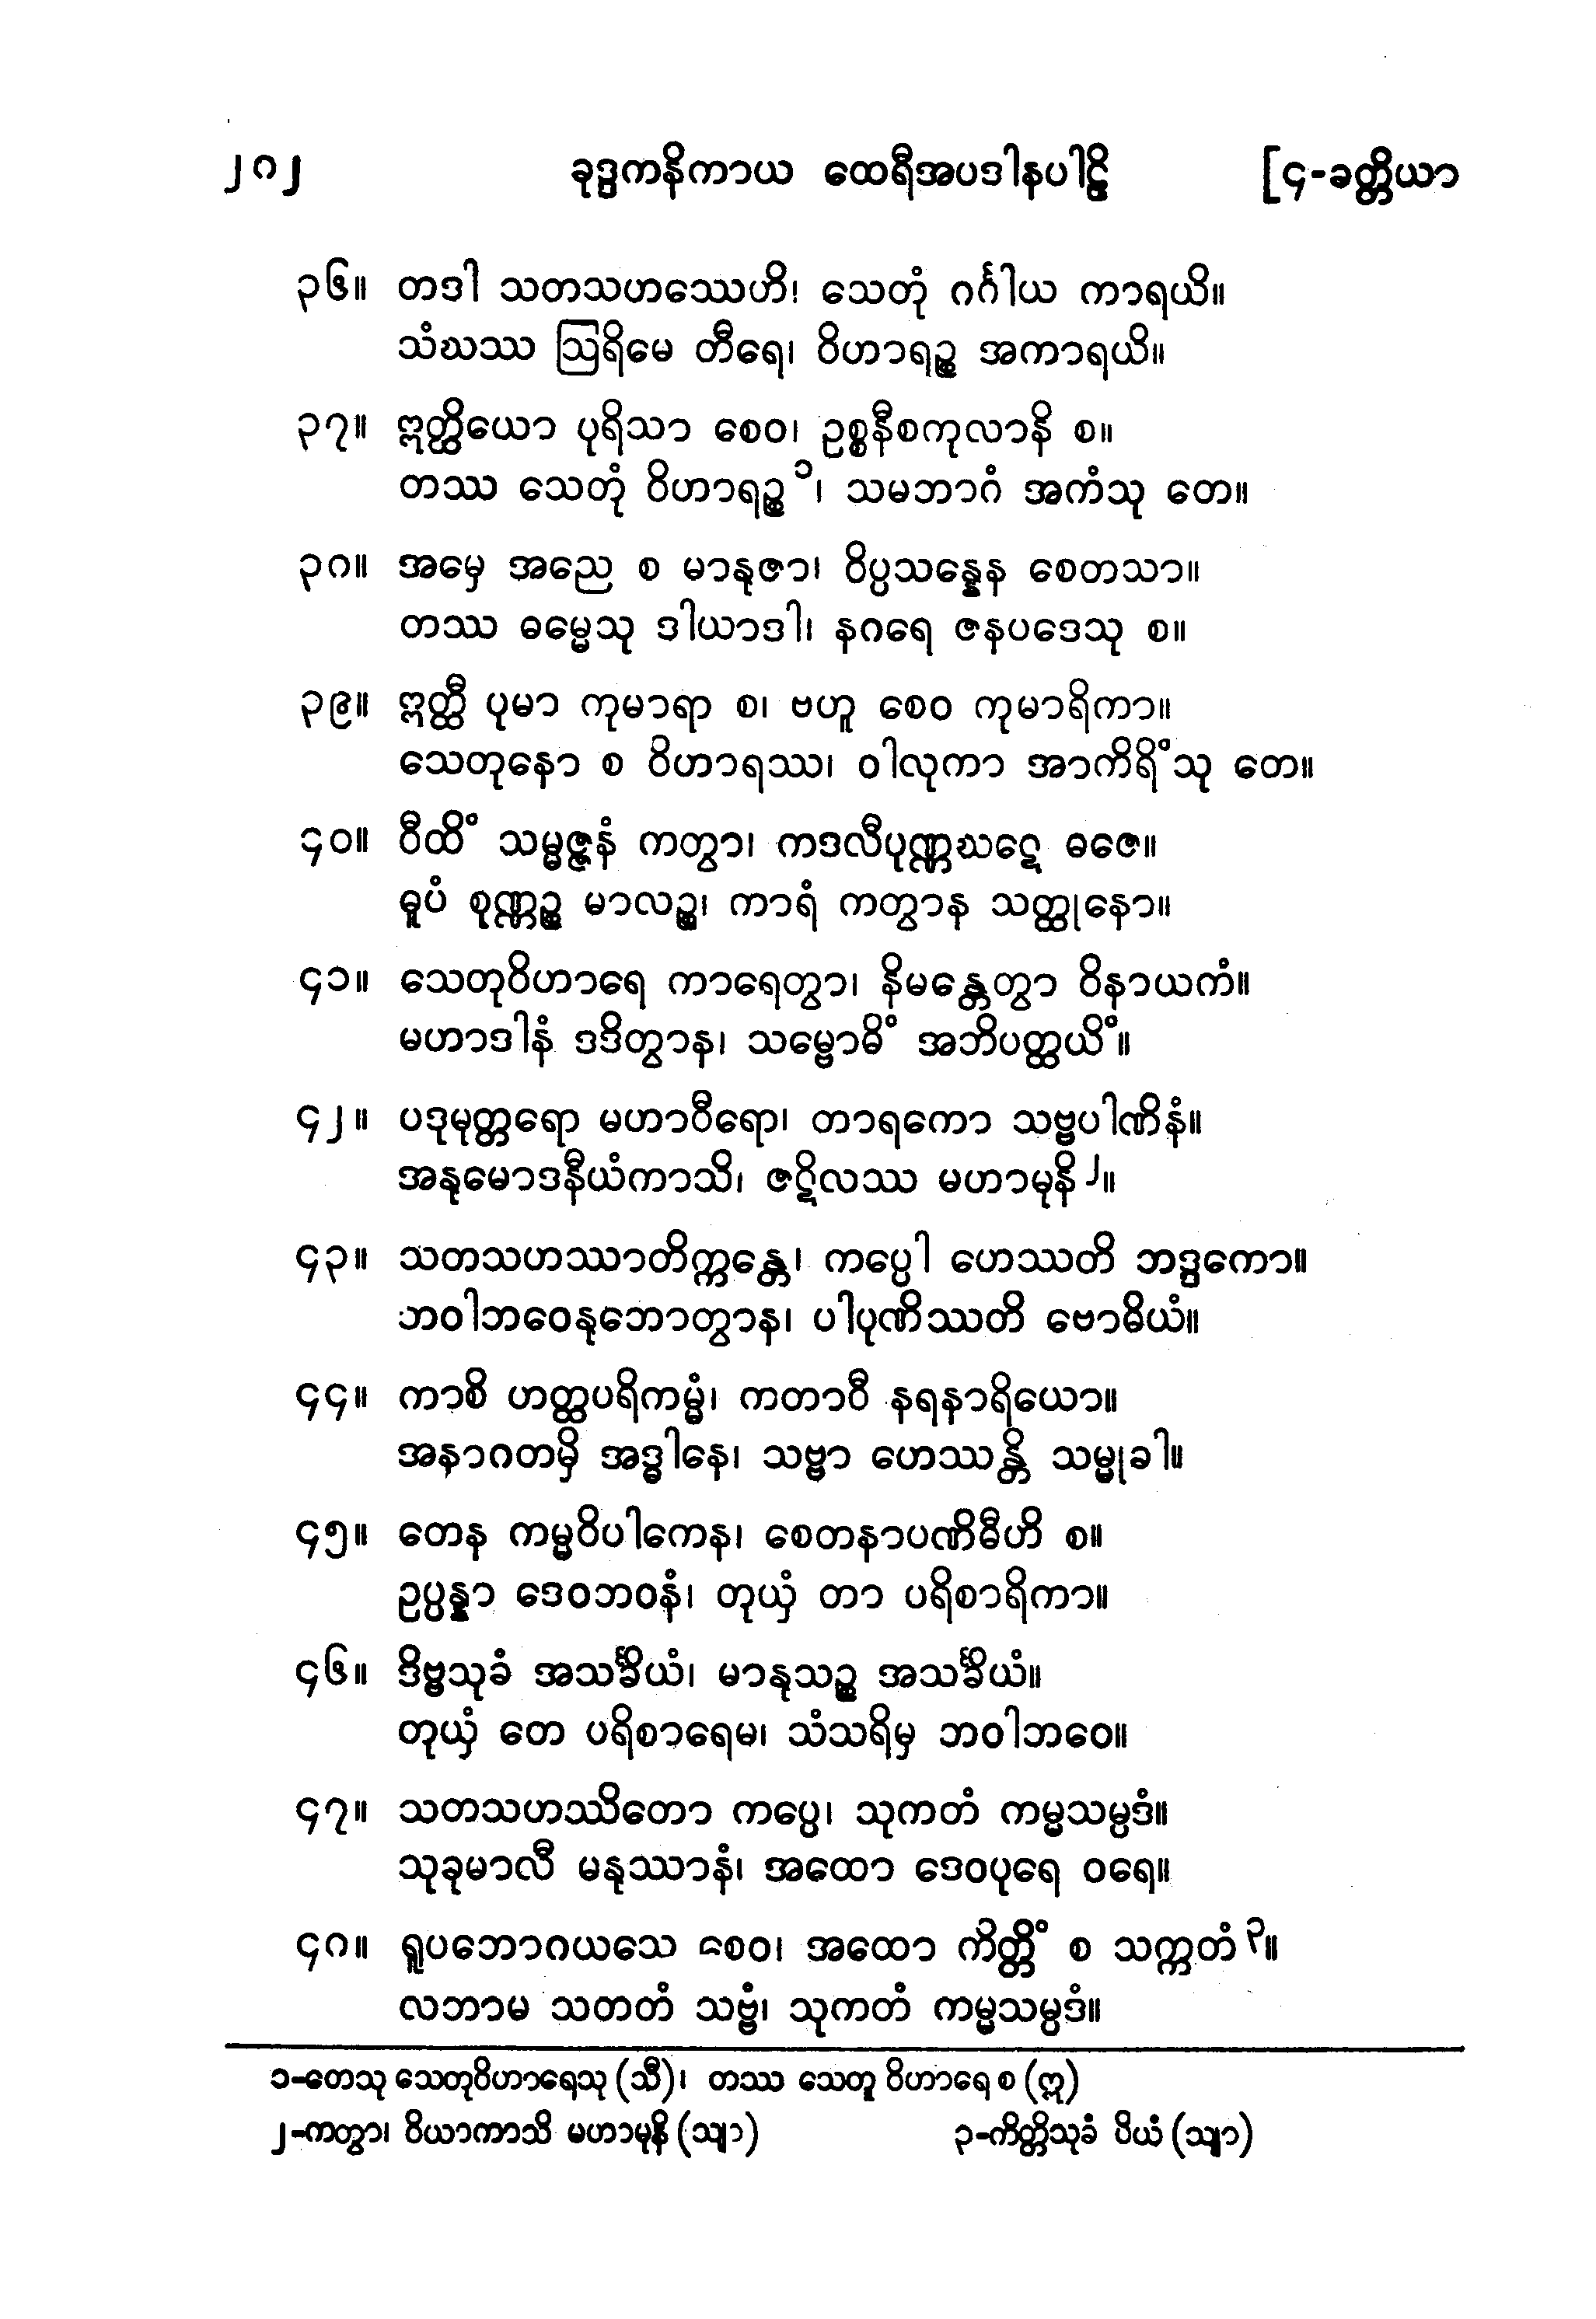 ၂၈၂ ခုဒ္ဒကနိကာယ ထေရီအပဒါနပါဠိ [၄-ခတ္တိယာ
၃၆။ တဒါ သတသဟဿေဟိ၊ သေတုံ ဂင်္ဂါယ ကာရယိ။
သံဃဿ ဩရိမေ တီရေ၊ ဝိဟာရဉ္စ အကာရယိ။
၃၇။ ဣတ္ထိယော ပုရိသာ စေဝ၊ ဥစ္စနီစကုလာနိ စ။
တဿ သေတုံ ဝိဟာရဉ္စ ၁၊ သမဘာဂံ အကံသု တေ။
၃၈။ အမှေ အညေ စ မာနုဇာ၊ ဝိပ္ပသန္နေန စေတသာ။
တဿ ဓမ္မေသု ဒါယာဒါ၊ နဂရေ ဇနပဒေသု စ။
၃၉။ ဣတ္ထီ ပုမာ ကုမာရာ စ၊ ဗဟူ စေဝ ကုမာရိကာ။
သေတုနော စ ဝိဟာရဿ၊ ဝါလုကာ အာကိရိံသု တေ။
၄၀။ ဝီထိံ သမ္မဇ္ဇနံ ကတွာ၊ ကဒလီပုဏ္ဏဃဋေ ဓဇေ။
ဓူပံ စုဏ္ဏဉ္စ မာလဉ္စ၊ ကာရံ ကတွာန သတ္ထုနော။
၄၁။ သေတုဝိဟာရေ ကာရေတွာ၊ နိမန္တေတွာ ဝိနာယကံ။
မဟာဒါနံ ဒဒိတွာန၊ သမ္ဗောဓိံ အဘိပတ္ထယိံ။
၄၂။ ပဒုမုတ္တရော မဟာဝီရော၊ တာရကော သဗ္ဗပါဏိနံ။
အနုမောဒနီယံကာသိ၊ ဇဋိလဿ မဟာမုနိ ၂။
၄၃။ သတသဟဿာတိက္ကန္တေ၊ ကပ္ပေါ ဟေဿတိ ဘဒ္ဒကော။
ဘဝါဘဝေနုဘောတွာန၊ ပါပုဏိဿတိ ဗောဓိယံ။
၄၄။ ကာစိ ဟတ္ထပရိကမ္မံ၊ ကတာဝီ နရနာရိယော။
အနာဂတမှိ အဒ္ဓါနေ၊ သဗ္ဗာ ဟေဿန္တိ သမ္မုခါ။
၄၅။ တေန ကမ္မဝိပါကေန၊ စေတနာပဏိဓီဟိ စ။
ဥပ္ပန္နာ ဒေဝဘဝနံ၊ တုယှံ တာ ပရိစာရိကာ။
၄၆။ ဒိဗ္ဗသုခံ အသင်္ခိယံ၊ မာနုသဉ္စ အသင်္ခိယံ။
တုယှံ တေ ပရိစာရေမ၊ သံသရိမှ ဘဝါဘဝေ။
၄၇။ သတသဟဿိတော ကပ္ပေ၊ သုကတံ ကမ္မသမ္ပဒံ။
သုခုမာလီ မနုဿာနံ၊ အထော ဒေဝပုရေ ဝရေ။
၄၈။ ရူပဘောဂယသေ စေဝ၊ အထော ကိတ္တိံ စ သက္ကတံ ၃။
လဘာမ သတတံ သဗ္ဗံ၊ သုကတံ ကမ္မသမ္ပဒံ။
၁-တေသု သေတုဝိဟာရေသု (သီ)၊ တဿ သေတူ ဝိဟာရေ စ (ဣ)
၂-ကတွာ၊ ဝိယာကာသိ မဟာမုနိ (သျာ) ၃-ကိတ္တိသုခံ ပိယံ (သျာ)